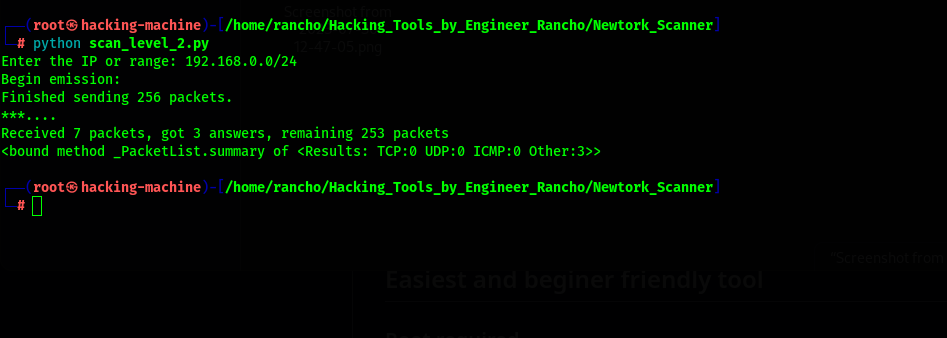 Screenshot from
┌──(root㉿hacking-machine)-[/home/rancho/Hacking_Tools_by_Engineer_Rancho/Newtork_Scanner]
└─# python scan_level_2.py
12-47-05.png
Enter the IP or range: 192.168.0.0/24
Begin emission:
Finished sending 256 packets.
***....
Received 7 packets, got 3 answers, remaining 253 packets
<bound method _PacketList.summary of <Results: TCP:0 UDP:0 ICMP:0 Other:3>>
┌──(root㉿hacking-machine)-[/home/rancho/Hacking_Tools_by_Engineer_Rancho/Newtork_Scanner]
└─#
"Screenshot from
Easiest and beginer friendly tool